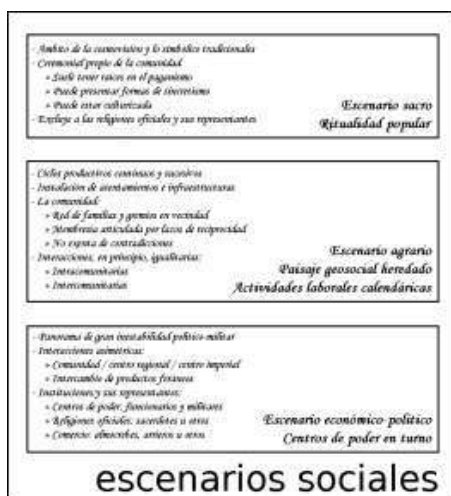 - Ámbito de la cosmovisión y lo simbólico tradicionales
- Ceremonial propio de la comunidad
» Suele tener raíces en el paganismo
» Puede presentar formas de sincretismo
» Puede estar culturizada
- Excluye a las religiones oficiales y sus representantes
Escenario sacro
Ritualidad popular
- Ciclos productivos continuos y sucesivos
- Instalación de asentamientos e infraestructuras
- La comunidad:
» Red de familias y gremios en vecindad
» Membresía articulada por lazos de reciprocidad
» No exenta de contradicciones
- Interacciones, en principio, igualitarias:
» Intracomunitarias
» Intercomunitarias
Escenario agrario
Paisaje geosocial heredado
Actividades laborales calendáricas
- Panorama de gran inestabilidad político-militar
- Interacciones asimétricas:
» Comunidad / centro regional / centro imperial
» Intercambio de productos foráneos
- Instituciones y sus representantes:
» Centros de poder: funcionarios y militares
» Religiones oficiales: sacerdotes u otros
» Comercio: almacenes, arrieros u otros
Escenario económico-político
Centros de poder en turno
escenarios sociales